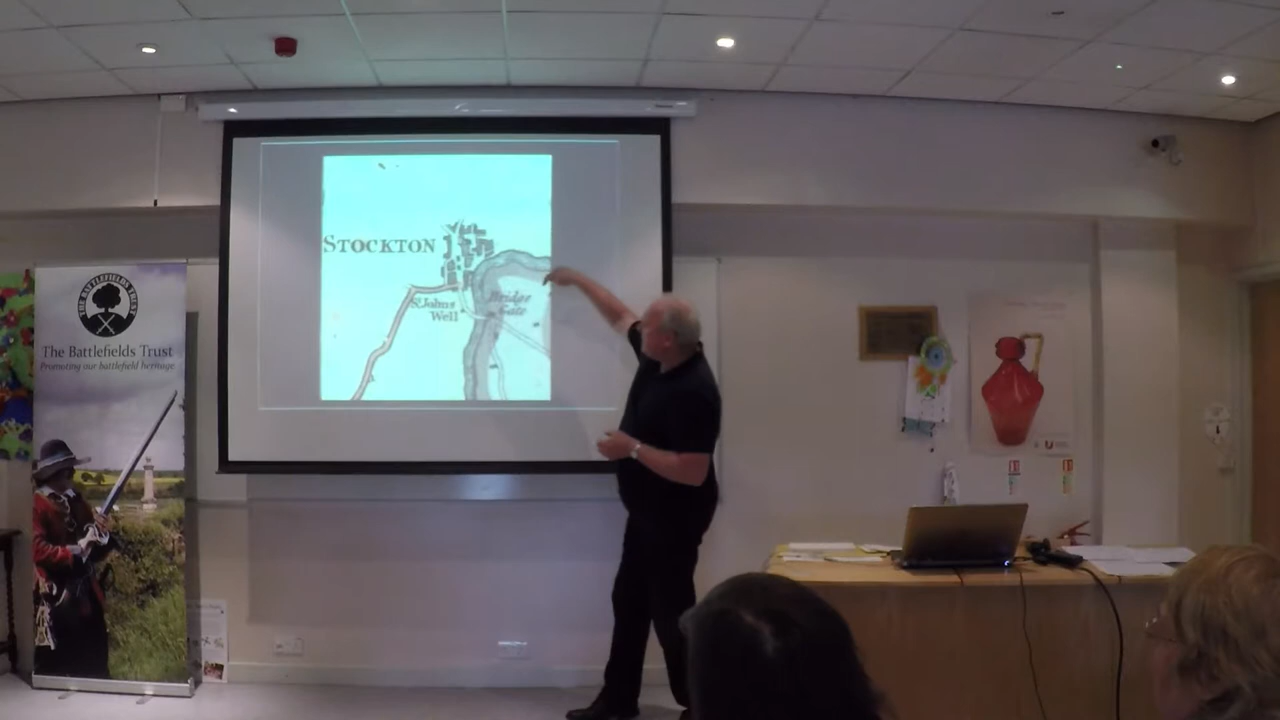 STOCKTON
St Johns
Well
Bridge
Gate
THE BATTLEFIELDS TRUST
The Battlefields Trust
Promoting our battlefield heritage